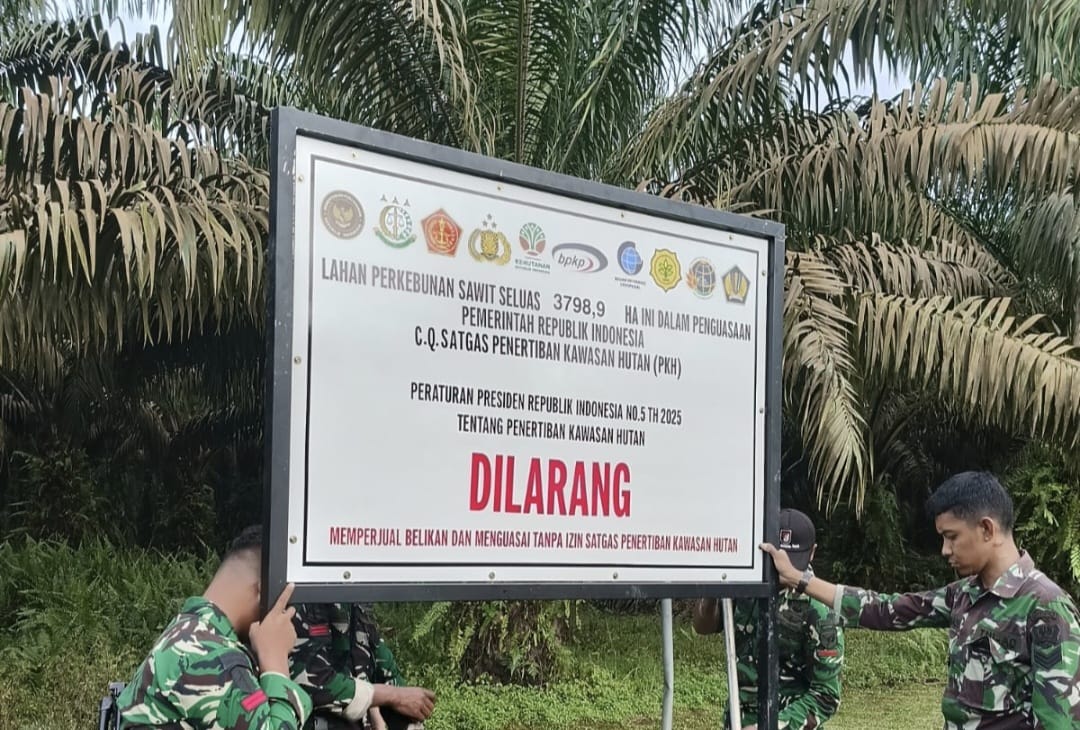 KEHUTANAN
bpkp
LAHAN PERKEBUNAN SAWIT SELUAS 3798,9 HA INI DALAM PENGUASAAN
PEMERINTAH REPUBLIK INDONESIA
C.Q. SATGAS PENERTIBAN KAWASAN HUTAN (PKH)
PERATURAN PRESIDEN REPUBLIK INDONESIA NO.5 TH 2025
TENTANG PENERTIBAN KAWASAN HUTAN
DILARANG
MEMPERJUAL BELIKAN DAN MENGUASAI TANPA IZIN SATGAS PENERTIBAN KAWASAN HUTAN